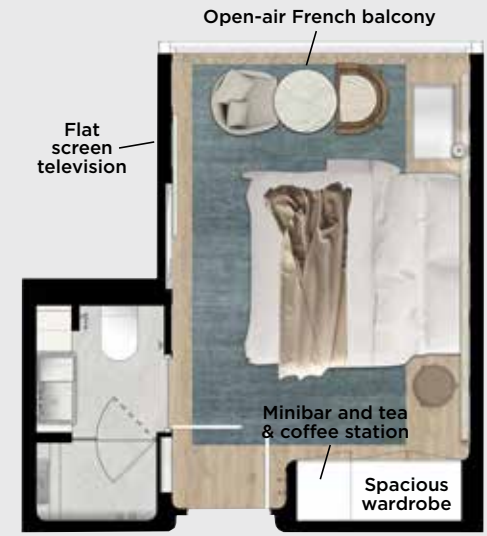 Open-air French balcony
Flat
screen
television
Minibar and tea
& coffee station
Spacious
wardrobe